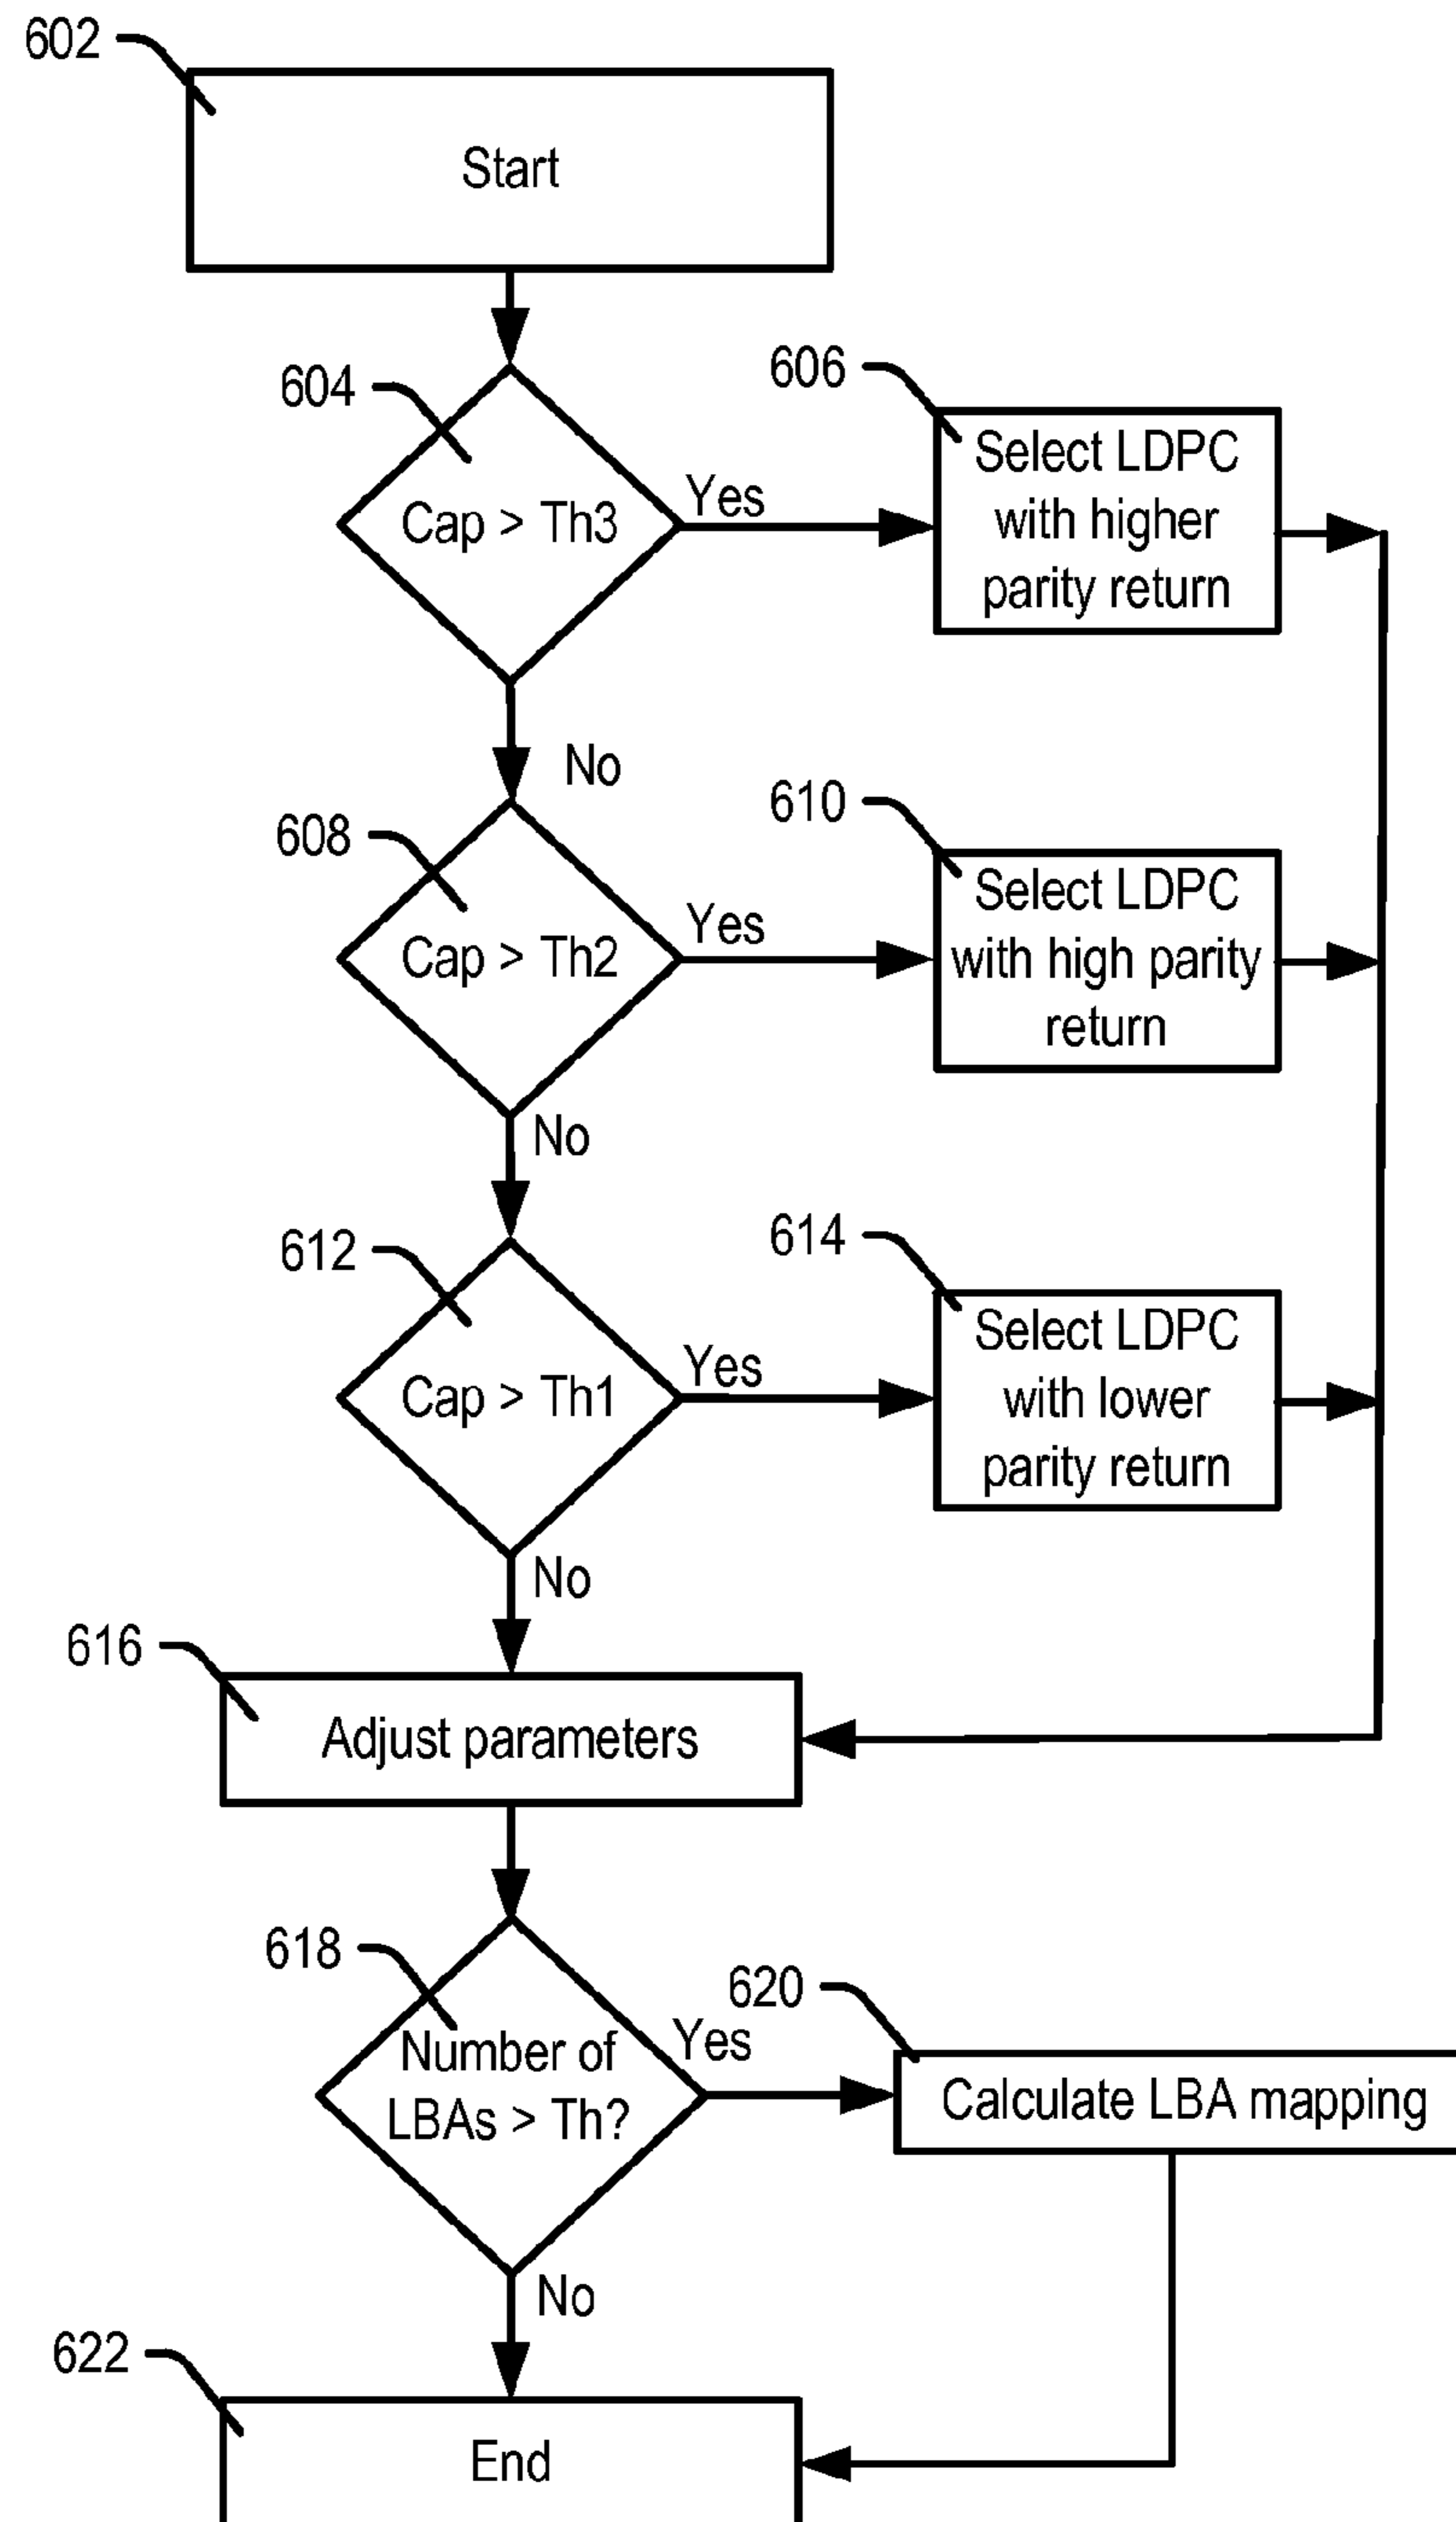 602
Start
604
Cap > Th3
Yes
606
Select LDPC
with higher
parity return
No
608
Cap > Th2
Yes
610
Select LDPC
with high parity
return
No
612
Cap > Th1
Yes
614
Select LDPC
with lower
parity return
No
616
Adjust parameters
618
Number of
LBAs > Th?
Yes
620
Calculate LBA mapping
No
622
End